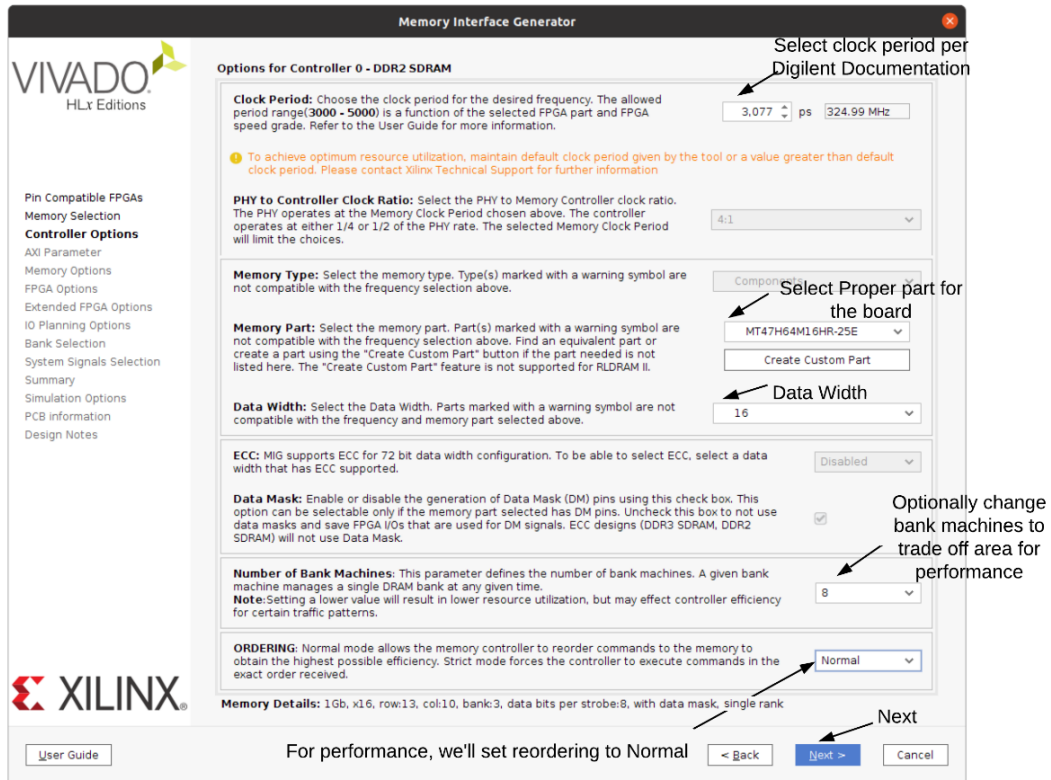 Memory Interface Generator
Select clock period per
Digilent Documentation
VIVADO
HLx Editions
Pin Compatible FPGAs
Memory Selection
Controller Options
AXI Parameter
Memory Options
FPGA Options
Extended FPGA Options
IO Planning Options
Bank Selection
System Signals Selection
Summary
Simulation Options
PCB information
Design Notes
XILINX
Options for Controller 0 - DDR2 SDRAM
Clock Period: Choose the clock period for the desired frequency. The allowed
period range(3000 - 5000) is a function of the selected FPGA part and FPGA
speed grade. Refer to the User Guide for more information.
3,077 ps 324.99 MHz
To achieve optimum resource utilization, maintain default clock period given by the tool or a value greater than default
clock period. Please contact Xilinx Technical Support for further information
PHY to Controller Clock Ratio: Select the PHY to Memory Controller clock ratio.
The PHY operates at the Memory Clock Period chosen above. The controller
operates at either 1/4 or 1/2 of the PHY rate. The selected Memory Clock Period
will limit the choices.
4:1
Memory Type: Select the memory type. Type(s) marked with a warning symbol are
not compatible with the frequency selection above.
Components
Select Proper part for
the board
Memory Part: Select the memory part. Part(s) marked with a warning symbol are
not compatible with the frequency selection above. Find an equivalent part or
create a part using the "Create Custom Part" button if the part needed is not
listed here. The "Create Custom Part" feature is not supported for RLDRAM II.
MT47H64M16HR-25E
Create Custom Part
Data Width
Data Width: Select the Data Width. Parts marked with a warning symbol are not
compatible with the frequency and memory part selected above.
16
ECC: MIG supports ECC for 72 bit data width configuration. To be able to select ECC, select a data
width that has ECC supported.
Disabled
Data Mask: Enable or disable the generation of Data Mask (DM) pins using this check box. This
option can be selectable only if the memory part selected has DM pins. Uncheck this box to not use
data masks and save FPGA I/Os that are used for DM signals. ECC designs (DDR3 SDRAM, DDR2
SDRAM) will not use Data Mask.
Optionally change
bank machines to
trade off area for
performance
Number of Bank Machines: This parameter defines the number of bank machines. A given bank
machine manages a single DRAM bank at any given time.
Note:Setting a lower value will result in lower resource utilization, but may effect controller efficiency
for certain traffic patterns.
8
ORDERING: Normal mode allows the memory controller to reorder commands to the memory to
obtain the highest possible efficiency. Strict mode forces the controller to execute commands in the
exact order received.
Normal
Memory Details: 1Gb, x16, row:13, col:10, bank:3, data bits per strobe:8, with data mask, single rank
Next
User Guide
For performance, we'll set reordering to Normal
< Back
Next >
Cancel